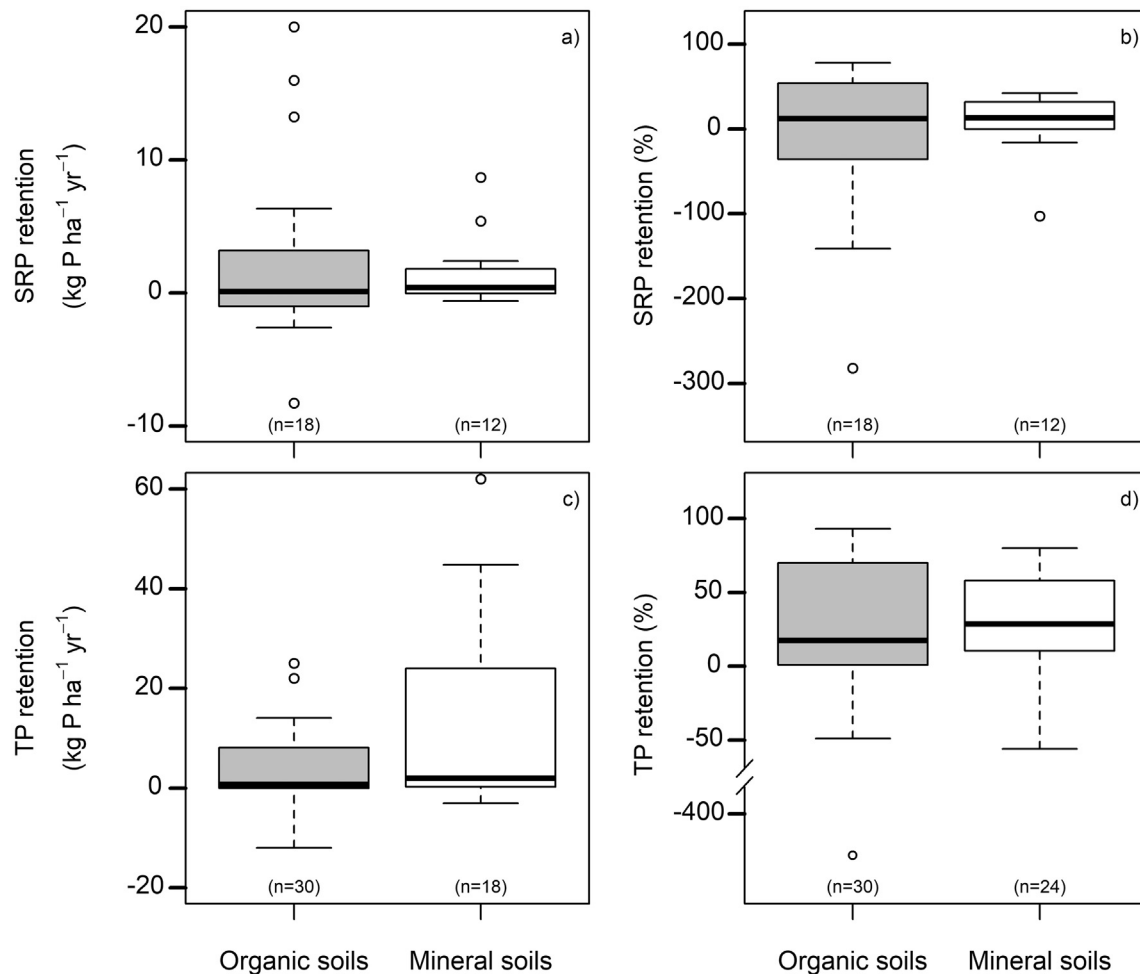 SRP retention
(kg P ha⁻¹ yr⁻¹)
20
10
0
-10
a)
(n=18)
(n=12)
SRP retention (%)
100
0
-100
-200
-300
b)
(n=18)
(n=12)
TP retention
(kg P ha⁻¹ yr⁻¹)
60
40
20
0
-20
c)
(n=30)
(n=18)
Organic soils
Mineral soils
TP retention (%)
100
50
0
-50
-400
d)
(n=30)
(n=24)
Organic soils
Mineral soils